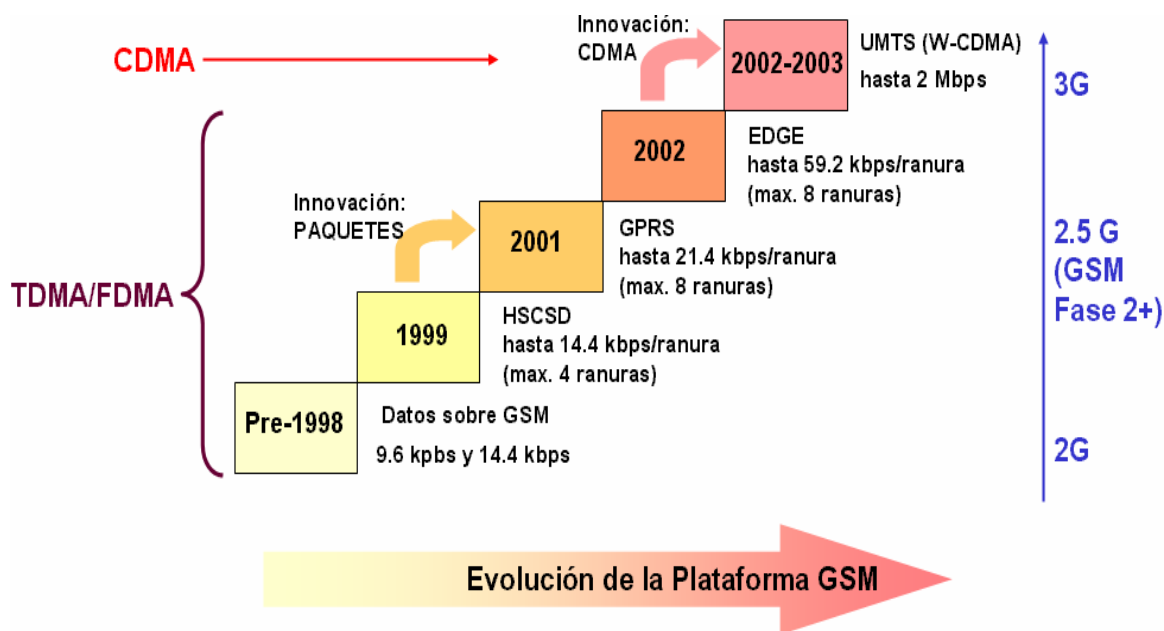 Innovación:
CDMA
CDMA
2002-2003
UMTS (W-CDMA)
hasta 2 Mbps
3G
2002
EDGE
hasta 59.2 kbps/ranura
(max. 8 ranuras)
Innovación:
PAQUETES
2001
GPRS
hasta 21.4 kbps/ranura
(max. 8 ranuras)
2.5 G
(GSM
Fase 2+)
TDMA/FDMA
1999
HSCSD
hasta 14.4 kbps/ranura
(max. 4 ranuras)
Pre-1998
Datos sobre GSM
9.6 kpbs y 14.4 kbps
2G
Evolución de la Plataforma GSM